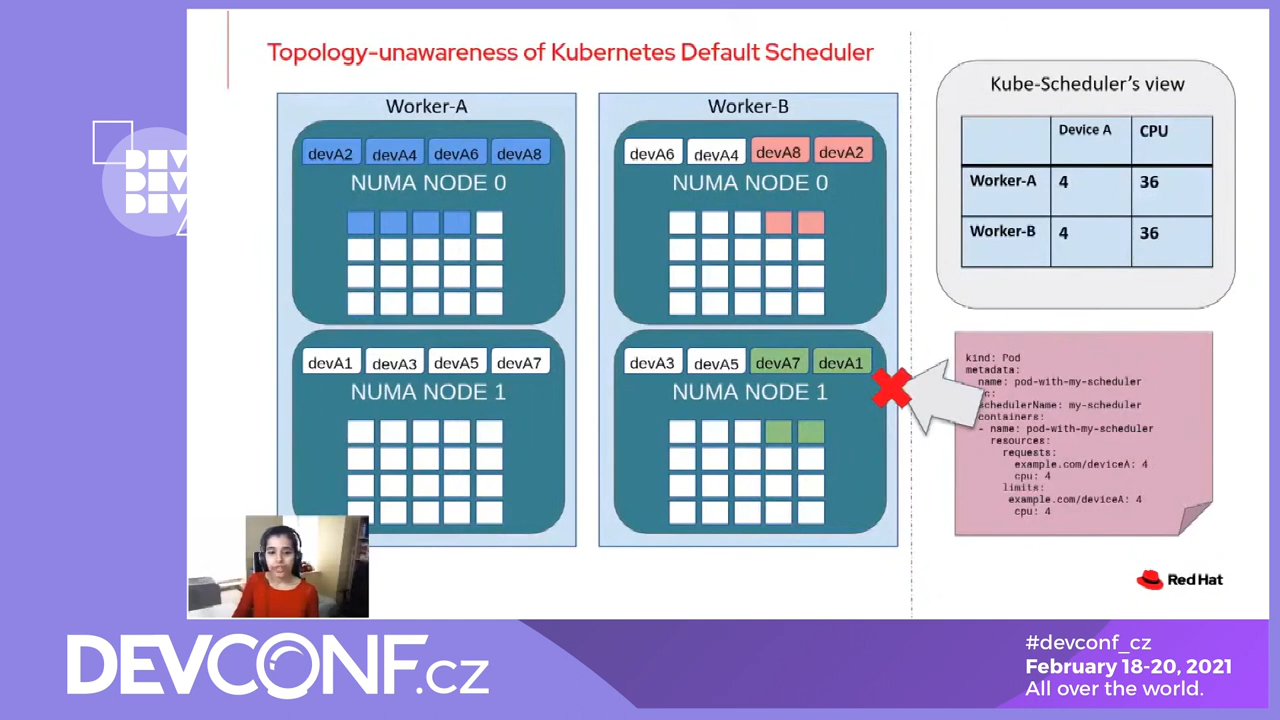 Topology-unawareness of Kubernetes Default Scheduler
Worker-A
devA2 devA4 devA6 devA8
NUMA NODE 0
devA1 devA3 devA5 devA7
NUMA NODE 1
Worker-B
devA6 devA4 devA8 devA2
NUMA NODE 0
devA3 devA5 devA7 devA1
NUMA NODE 1
Kube-Scheduler's view
Device A CPU
Worker-A 4 36
Worker-B 4 36
kind: Pod
metadata:
name: pod-with-my-scheduler
c:
schedulerName: my-scheduler
containers:
- name: pod-with-my-scheduler
resources:
requests:
example.com/deviceA: 4
cpu: 4
limits:
example.com/deviceA: 4
cpu: 4
Red Hat
DEV
DEV
DEV
DEVCONF.cz
#devconf_cz
February 18-20, 2021
All over the world.